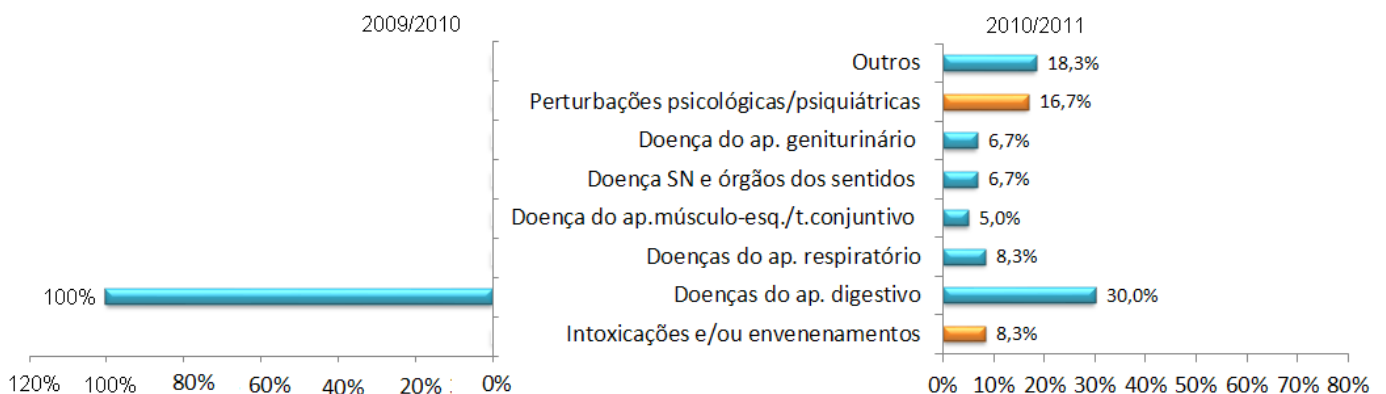 2009/2010
2010/2011
Outros
18,3%
Perturbações psicológicas/psiquiátricas
16,7%
Doença do ap. geniturinário
6,7%
Doença SN e órgãos dos sentidos
6,7%
Doença do ap.músculo-esq./t.conjuntivo
5,0%
Doenças do ap. respiratório
8,3%
100%
Doenças do ap. digestivo
30,0%
Intoxicações e/ou envenenamentos
8,3%
120% 100% 80% 60% 40% 20% 0%
0% 10% 20% 30% 40% 50% 60% 70% 80%